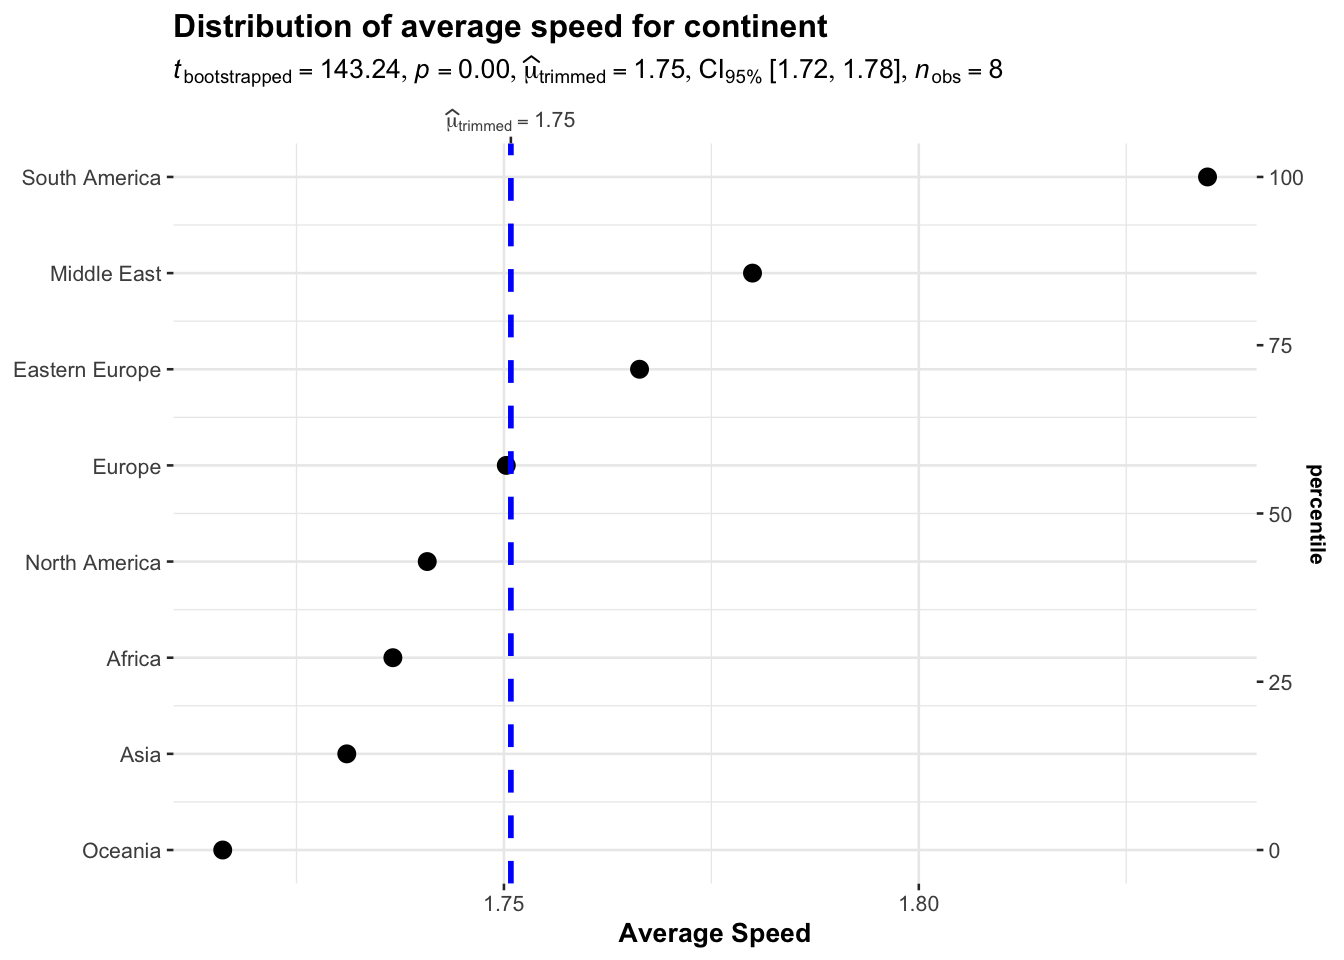 Distribution of average speed for continent
t bootstrapped = 143.24, p = 0.00, μ̂ trimmed = 1.75, CI95% [1.72, 1.78], n obs = 8
μ̂ trimmed = 1.75
South America
Middle East
Eastern Europe
Europe
North America
Africa
Asia
Oceania
100
75
50
25
0
percentile
1.75 1.80
Average Speed